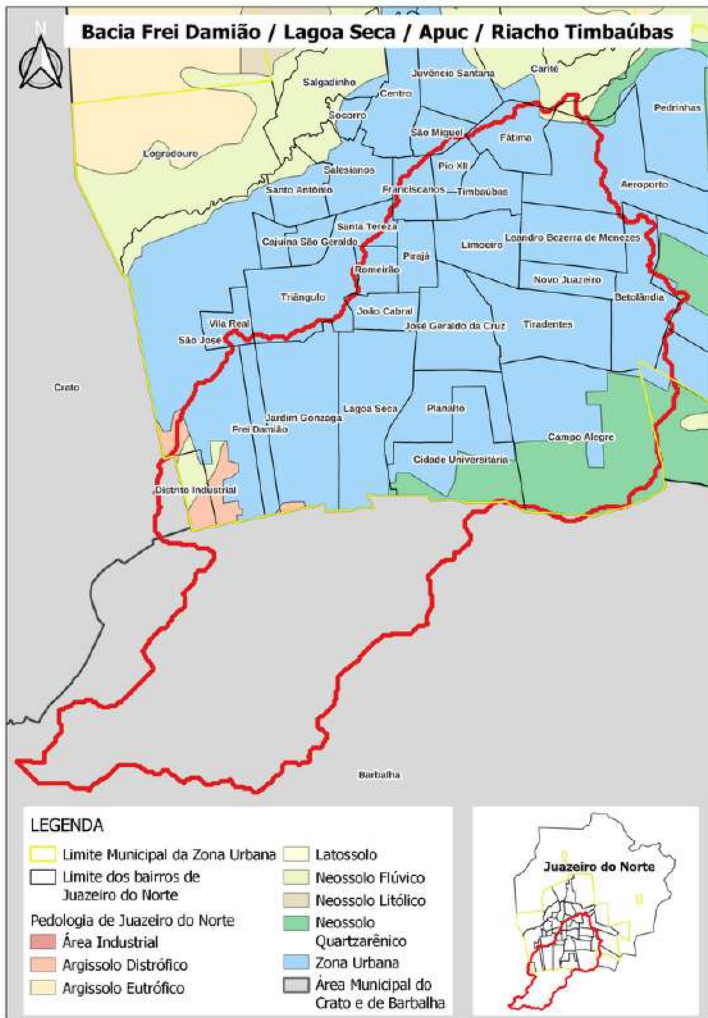 Bacia Frei Damião / Lagoa Seca / Apuc / Riacho Timbaúbas
N
Carité
Juvêncio Santana
Salgadinho
Centro
Pedrinhas
Socorro
São Miguel
Fátima
Logradouro
Pio XII
Salesianos
Aeroporto
Santo Antônio
Franciscanos
Timbaúbas
Santa Tereza
Cajuína São Geraldo
Limoeiro
Leandro Bezerra de Menezes
Pirajá
Romeirão
Novo Juazeiro
Triângulo
Betolândia
João Cabral
Vila Real
José Geraldo da Cruz
Tiradentes
São José
Crato
Lagoa Seca
Planalto
Jardim Gonzaga
Frei Damião
Campo Alegre
Cidade Universitária
Distrito Industrial
Barbalha
LEGENDA
Limite Municipal da Zona Urbana
Limite dos bairros de
Juazeiro do Norte
Pedologia de Juazeiro do Norte
Área Industrial
Argissolo Distrófico
Argissolo Eutrófico
Latossolo
Neossolo Flúvico
Neossolo Litólico
Neossolo
Quartzarênico
Zona Urbana
Área Municipal do
Crato e de Barbalha
Juazeiro do Norte